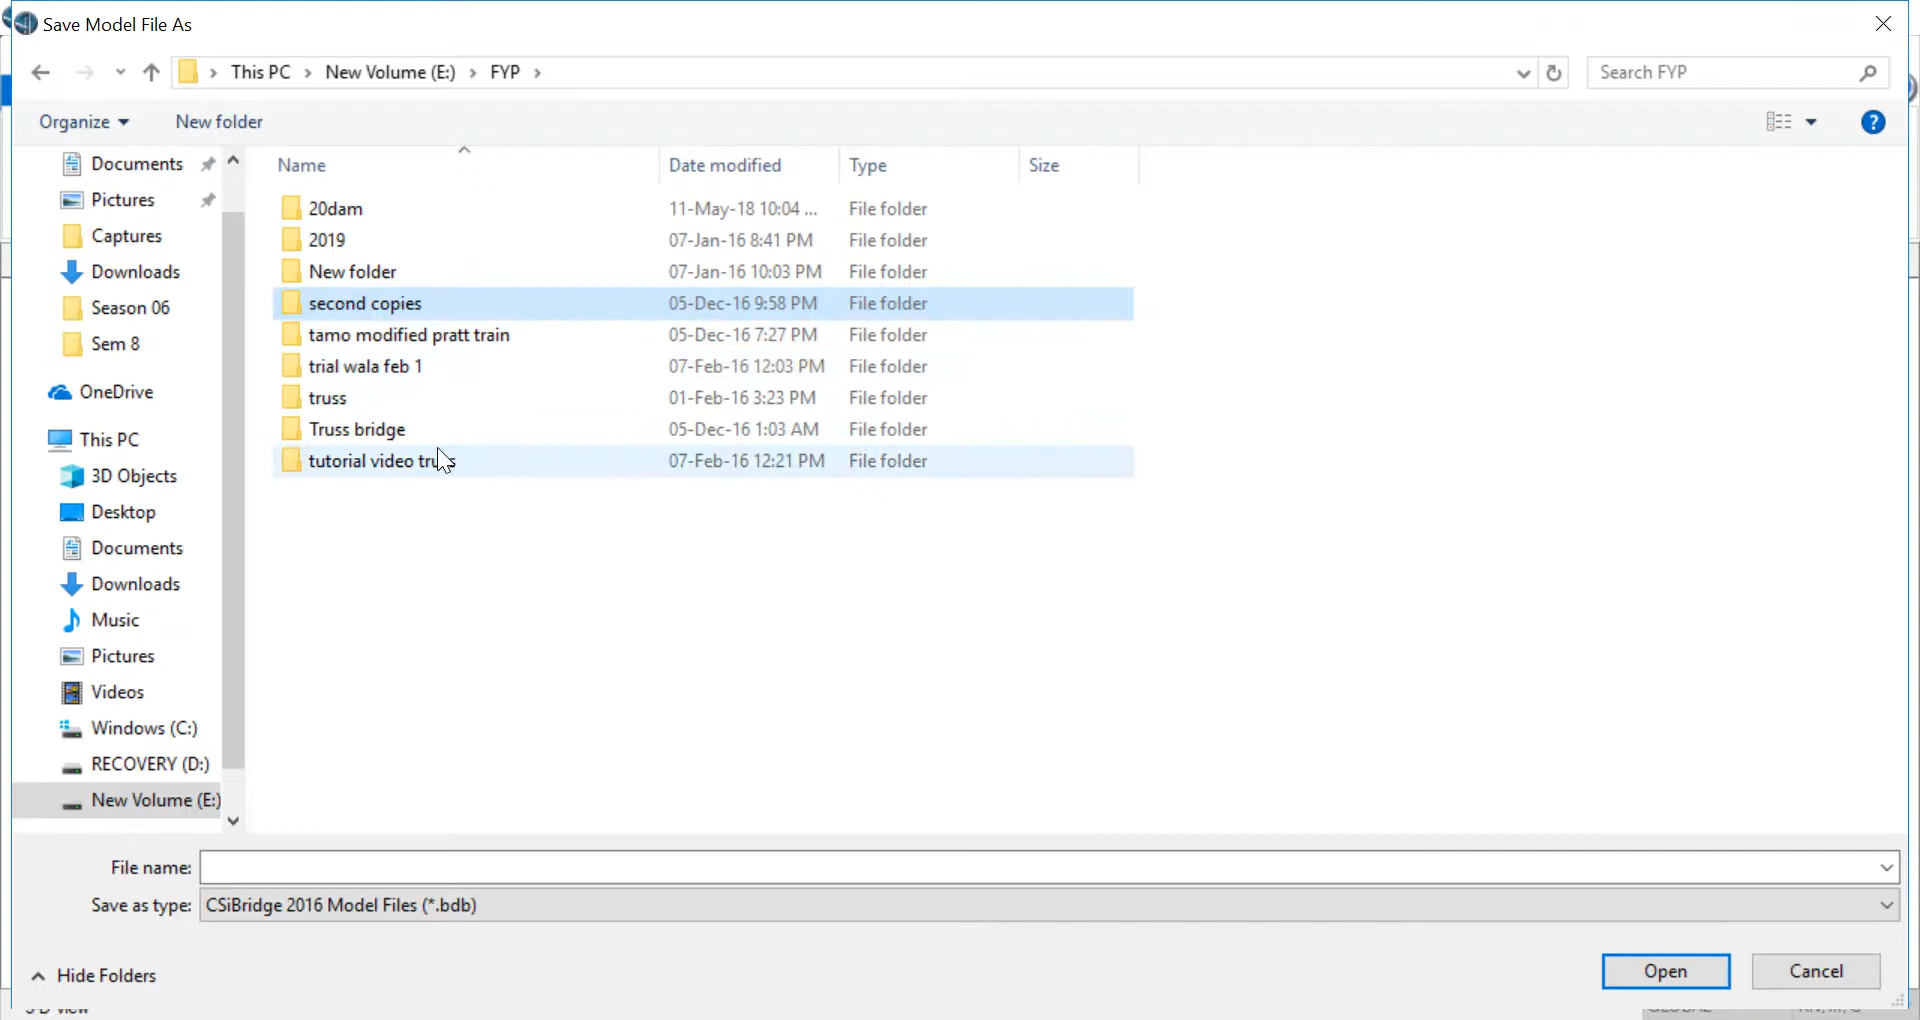 Save Model File As
This PC > New Volume (E:) > FYP >
Search FYP
Organize
New folder
?
Documents
Pictures
Captures
Downloads
Season 06
Sem 8
OneDrive
This PC
3D Objects
Desktop
Documents
Downloads
Music
Pictures
Videos
Windows (C:)
RECOVERY (D:)
New Volume (E:)
Name Date modified Type Size
20dam 11-May-18 10:04 ... File folder
2019 07-Jan-16 8:41 PM File folder
New folder 07-Jan-16 10:03 PM File folder
second copies 05-Dec-16 9:58 PM File folder
tamo modified pratt train 05-Dec-16 7:27 PM File folder
trial wala feb 1 07-Feb-16 12:03 PM File folder
truss 01-Feb-16 3:23 PM File folder
Truss bridge 05-Dec-16 1:03 AM File folder
tutorial video truss 07-Feb-16 12:21 PM File folder
File name:
Save as type: CSiBridge 2016 Model Files (*.bdb)
Hide Folders
Open
Cancel